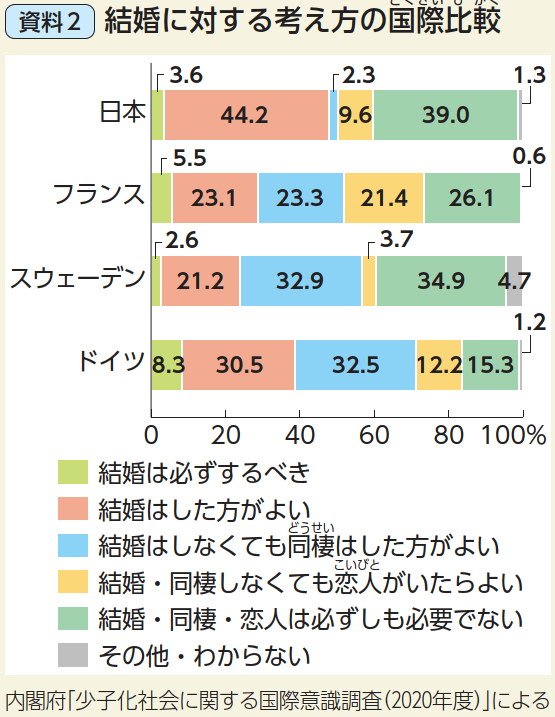 資料2 結婚に対する考え方の国際比較
3.6 2.3 1.3
日本 44.2 9.6 39.0
5.5 0.6
フランス 23.1 23.3 21.4 26.1
2.6 3.7
スウェーデン 21.2 32.9 34.9 4.7
1.2
ドイツ 8.3 30.5 32.5 12.2 15.3
0 20 40 60 80 100%
結婚は必ずするべき
結婚はした方がよい
どうせい
結婚はしなくても同棲はした方がよい
こいびと
結婚・同棲しなくても恋人がいたらよい
結婚・同棲・恋人は必ずしも必要でない
その他・わからない
内閣府「少子化社会に関する国際意識調査(2020年度)」による